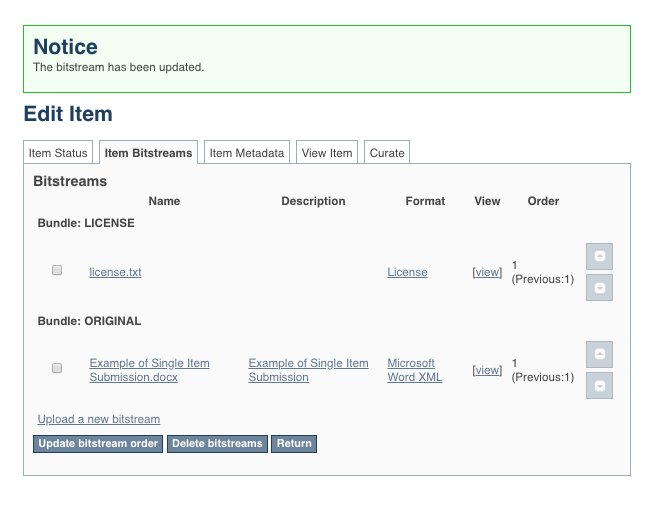 Notice
The bitstream has been updated.
Edit Item
Item Status Item Bitstreams Item Metadata View Item Curate
Bitstreams
Name Description Format View Order
Bundle: LICENSE
license.txt License [view] 1
(Previous:1)
Bundle: ORIGINAL
Example of Single Item Example of Single Item Microsoft [view] 1
Submission.docx Submission Word XML (Previous:1)
Upload a new bitstream
Update bitstream order Delete bitstreams Return